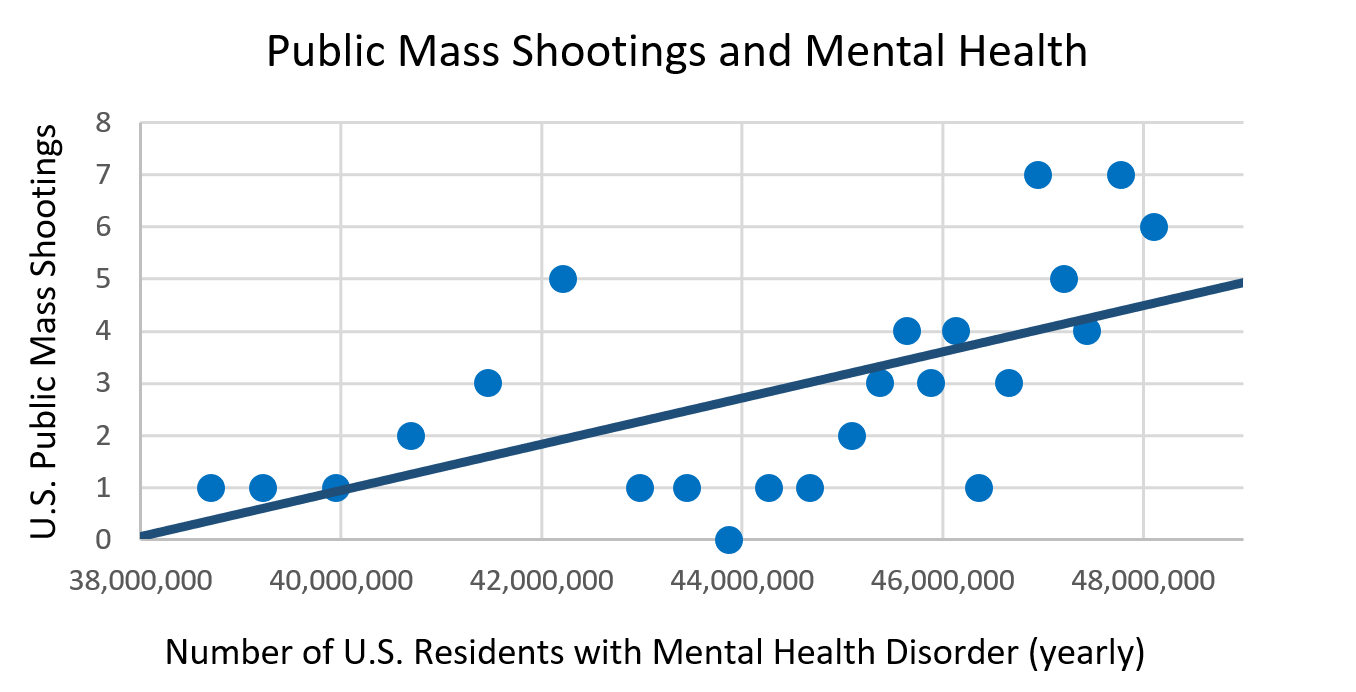 Public Mass Shootings and Mental Health
U.S. Public Mass Shootings
8
7
6
5
4
3
2
1
0
38,000,000 40,000,000 42,000,000 44,000,000 46,000,000 48,000,000
Number of U.S. Residents with Mental Health Disorder (yearly)